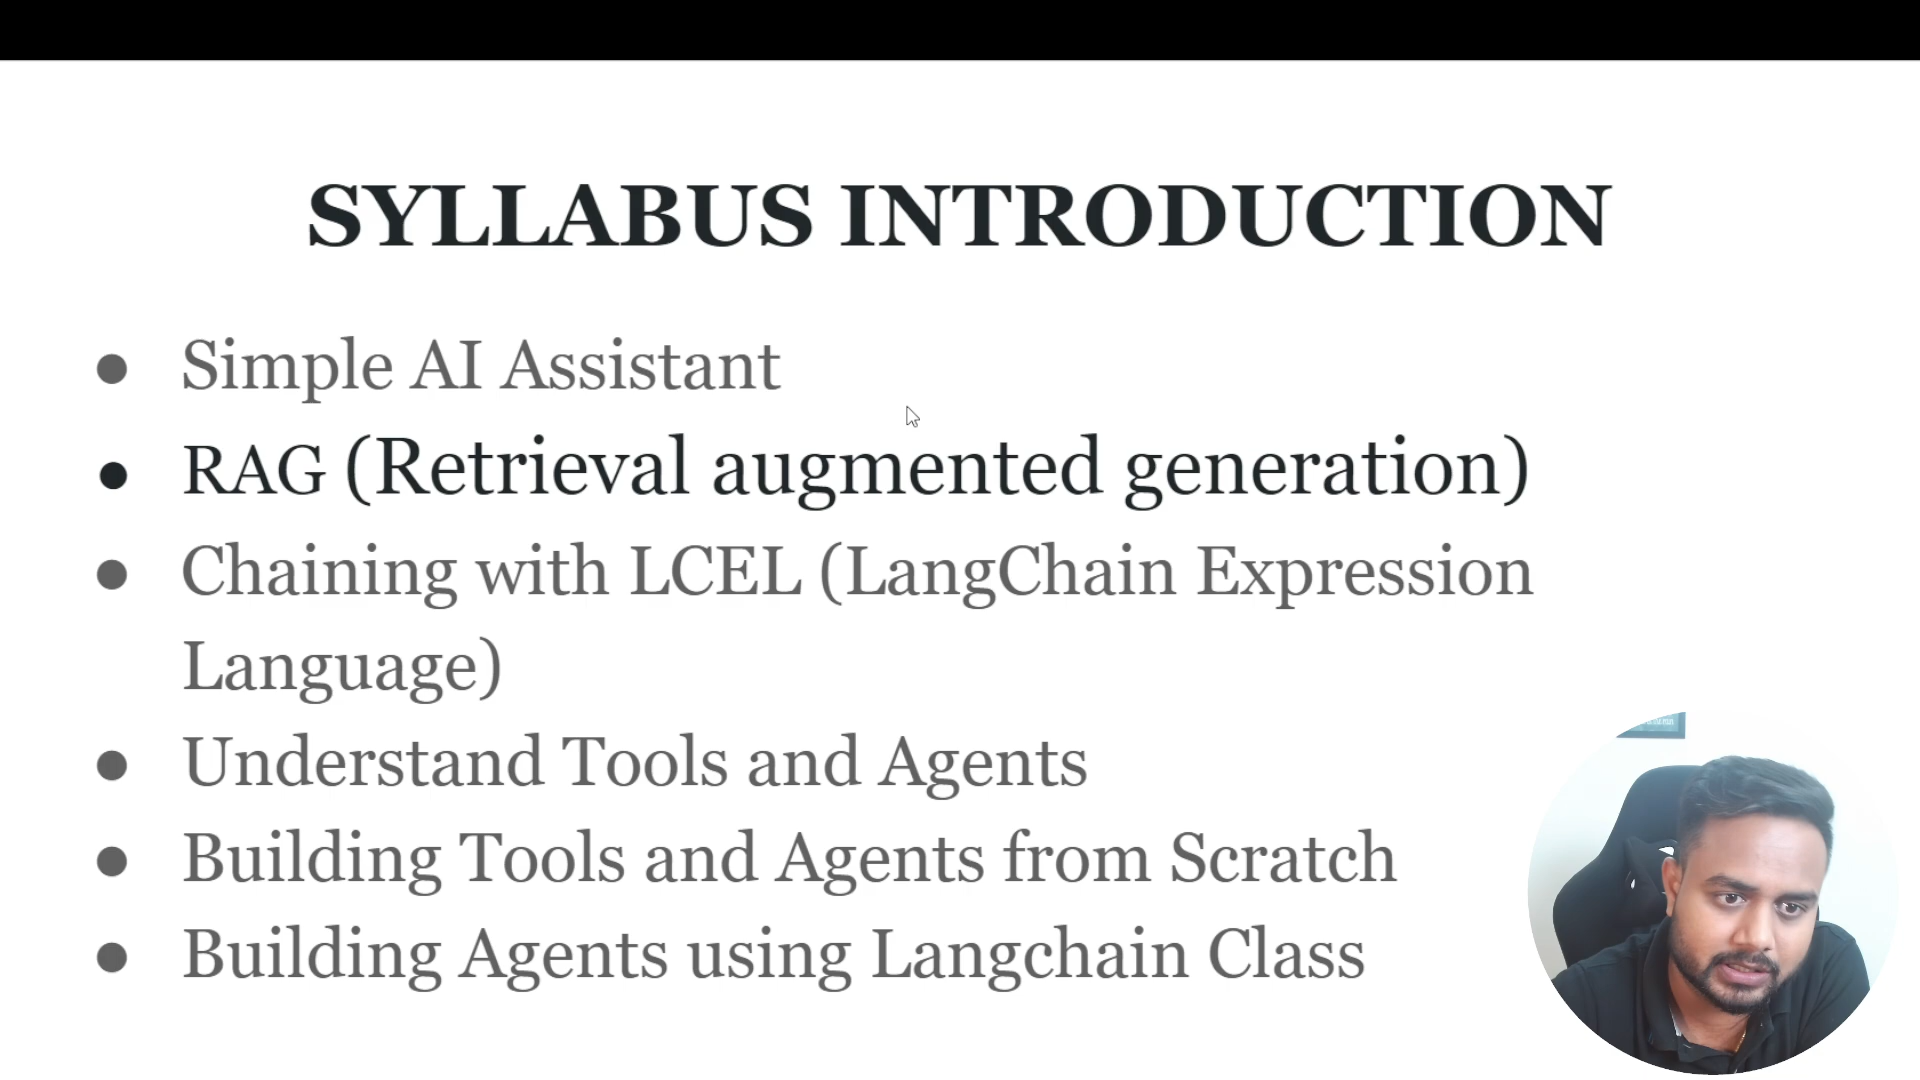 SYLLABUS INTRODUCTION
● Simple AI Assistant
● RAG (Retrieval augmented generation)
● Chaining with LCEL (LangChain Expression
Language)
● Understand Tools and Agents
● Building Tools and Agents from Scratch
● Building Agents using Langchain Class